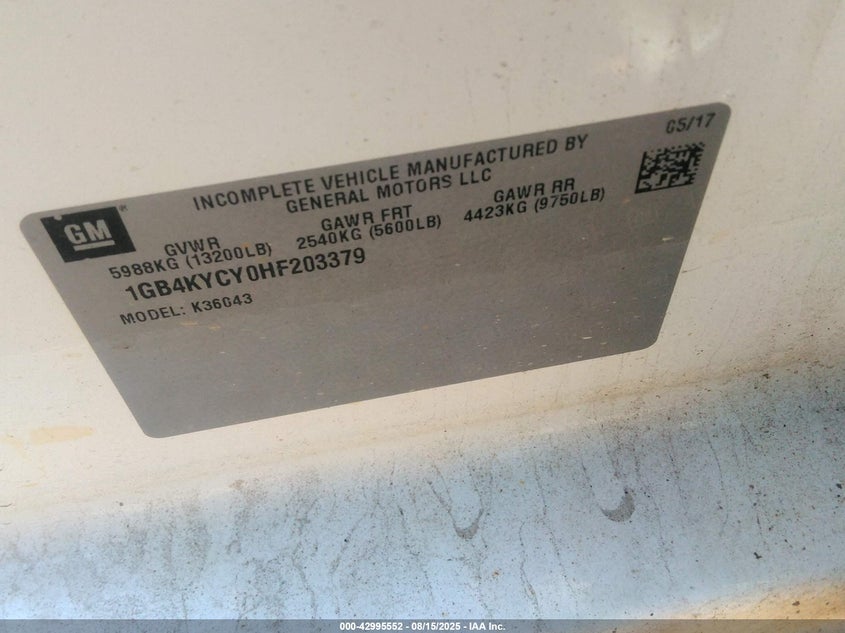 05/17
INCOMPLETE VEHICLE MANUFACTURED BY
GENERAL MOTORS LLC
GM
GVWR GAWR FRT GAWR RR
5988KG (13200LB) 2540KG (5600LB) 4423KG (9750LB)
1GB4KYCY0HF203379
MODEL: K36043
000-42995552 - 08/15/2025 - IAA Inc.